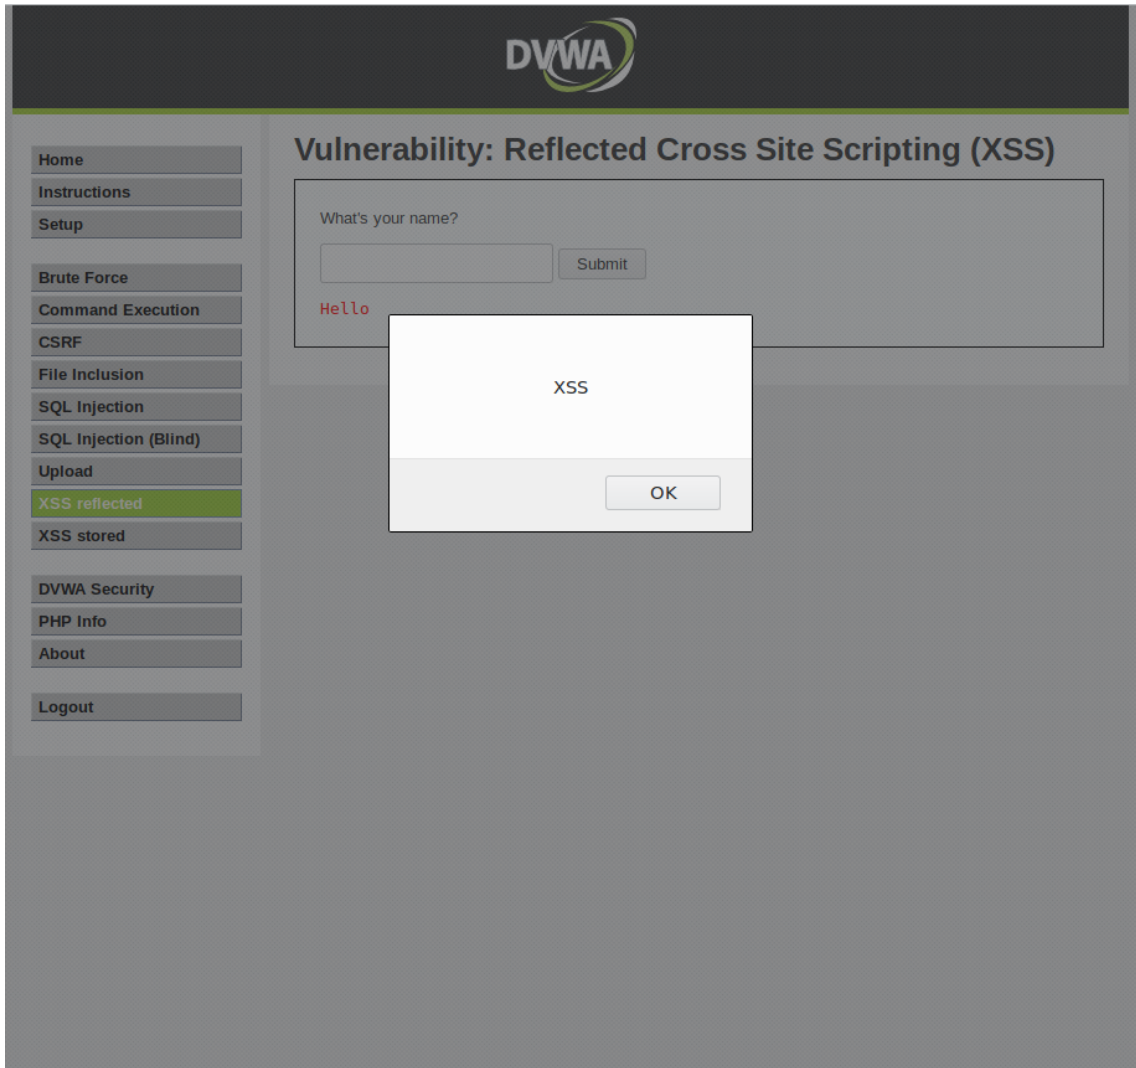 DVWA
Home
Instructions
Setup
Brute Force
Command Execution
CSRF
File Inclusion
SQL Injection
SQL Injection (Blind)
Upload
XSS reflected
XSS stored
DVWA Security
PHP Info
About
Logout
Vulnerability: Reflected Cross Site Scripting (XSS)
What's your name?
Submit
Hello
XSS
OK